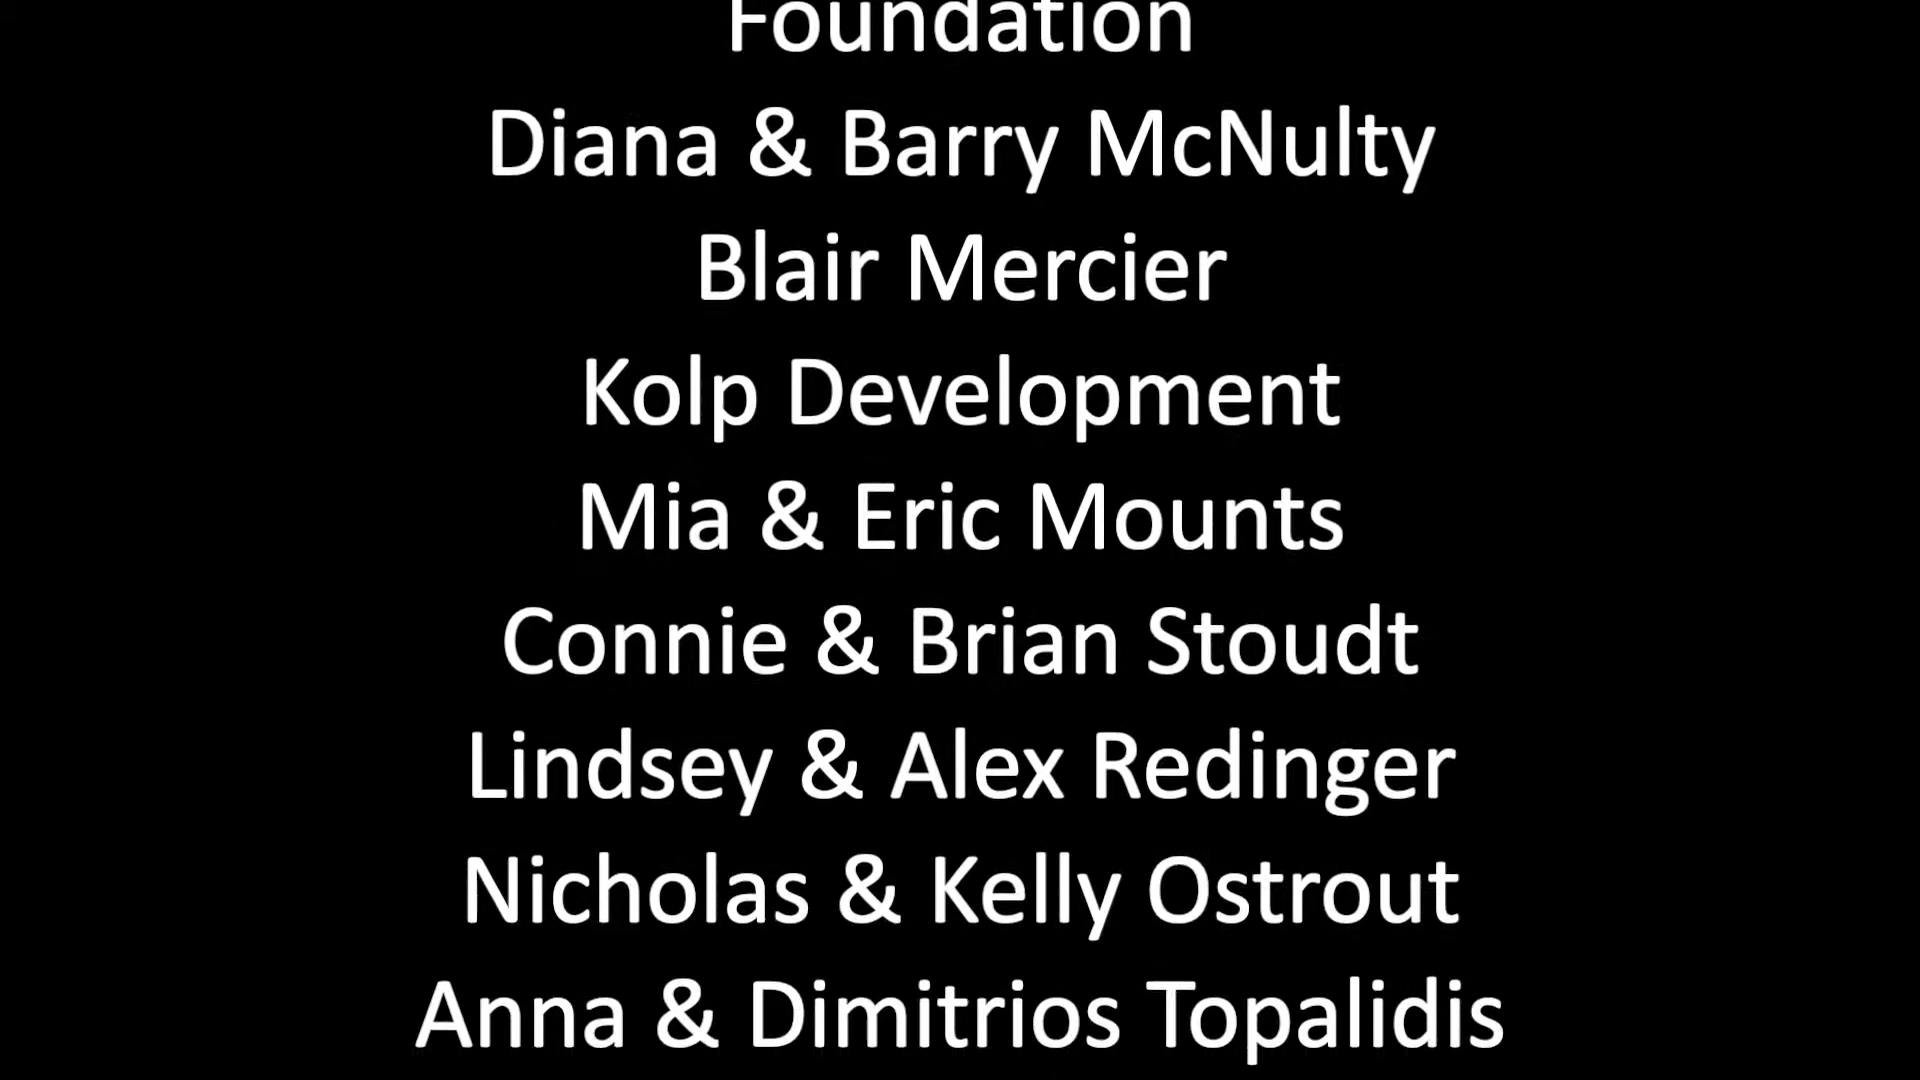 Foundation
Diana & Barry McNulty
Blair Mercier
Kolp Development
Mia & Eric Mounts
Connie & Brian Stoudt
Lindsey & Alex Redinger
Nicholas & Kelly Ostrout
Anna & Dimitrios Topalidis